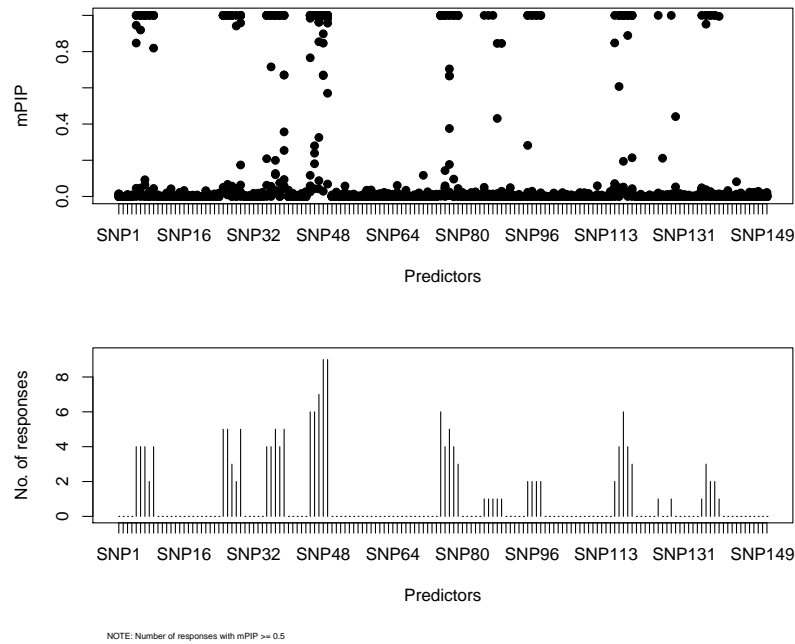 mPIP
0.8
0.4
0.0
SNP1 SNP16 SNP32 SNP48 SNP64 SNP80 SNP96 SNP113 SNP131 SNP149
Predictors
No. of responses
8
6
4
2
0
SNP1 SNP16 SNP32 SNP48 SNP64 SNP80 SNP96 SNP113 SNP131 SNP149
Predictors
NOTE: Number of responses with mPIP >= 0.5